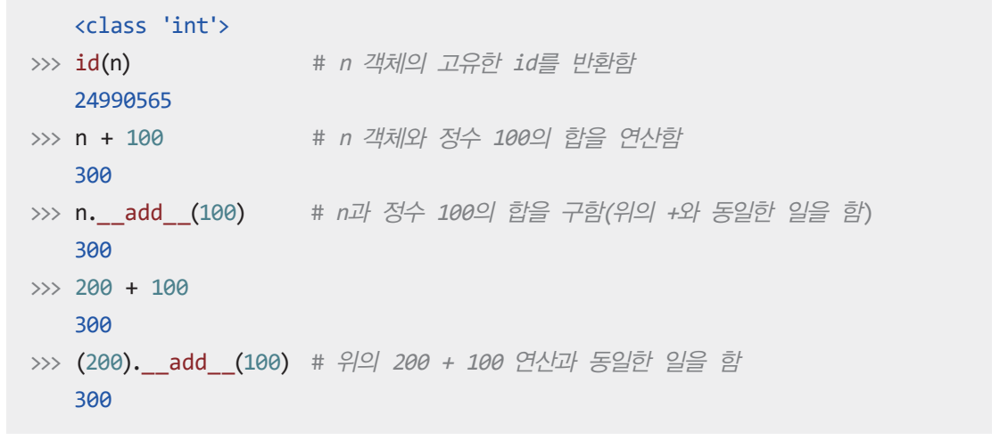 <class 'int'>
>>> id(n) # n 객체의 고유한 id를 반환함
24990565
>>> n + 100 # n 객체와 정수 100의 합을 연산함
300
>>> n.__add__(100) # n과 정수 100의 합을 구함(위의 +와 동일한 일을 함)
300
>>> 200 + 100
300
>>> (200).__add__(100) # 위의 200 + 100 연산과 동일한 일을 함
300